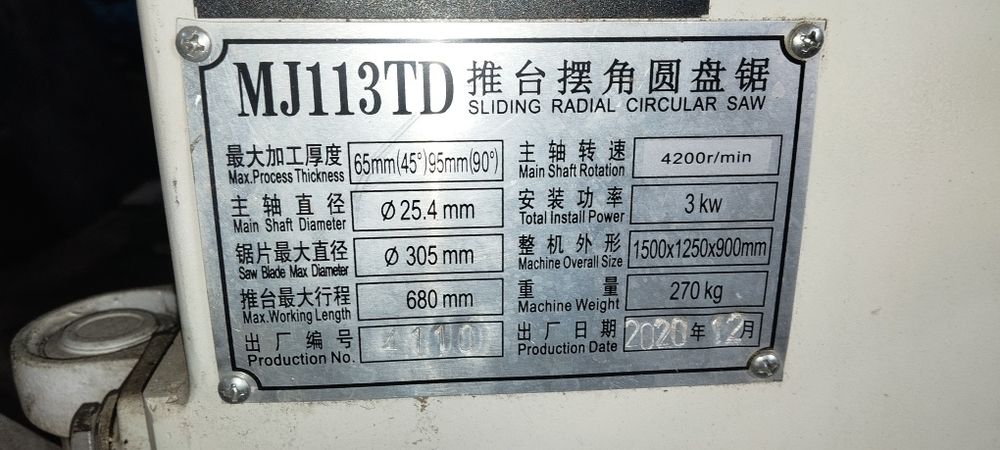 MJ113TD 推台摆角圆盘锯
SLIDING RADIAL CIRCULAR SAW
最大加工厚度 65mm(45°)95mm(90°)
Max.Process Thickness
主轴转速 4200r/min
Main Shaft Rotation
主轴直径 Ø 25.4 mm
Main Shaft Diameter
安装功率 3 kw
Total Install Power
锯片最大直径 Ø 305 mm
Saw Blade Max Diameter
整机外形 1500x1250x900mm
Machine Overall Size
推台最大行程 680 mm
Max.Working Length
重量 270 kg
Machine Weight
出厂编号 4110
Production No.
出厂日期 2020年12月
Production Date